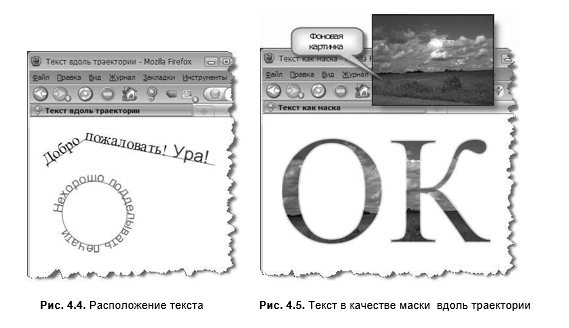 Текст вдоль траектории - Mozilla Firefox
Файл Правка Вид Журнал Закладки Инструменты
Текст вдоль траектории
Добро пожаловать! Ура!
Нехорошо подделывать печати
Фоновая
картинка
Текст как маска - Mozilla
Файл Правка Вид Журнал
Текст как маска
ОК
Рис. 4.4. Расположение текста
Рис. 4.5. Текст в качестве маски вдоль траектории